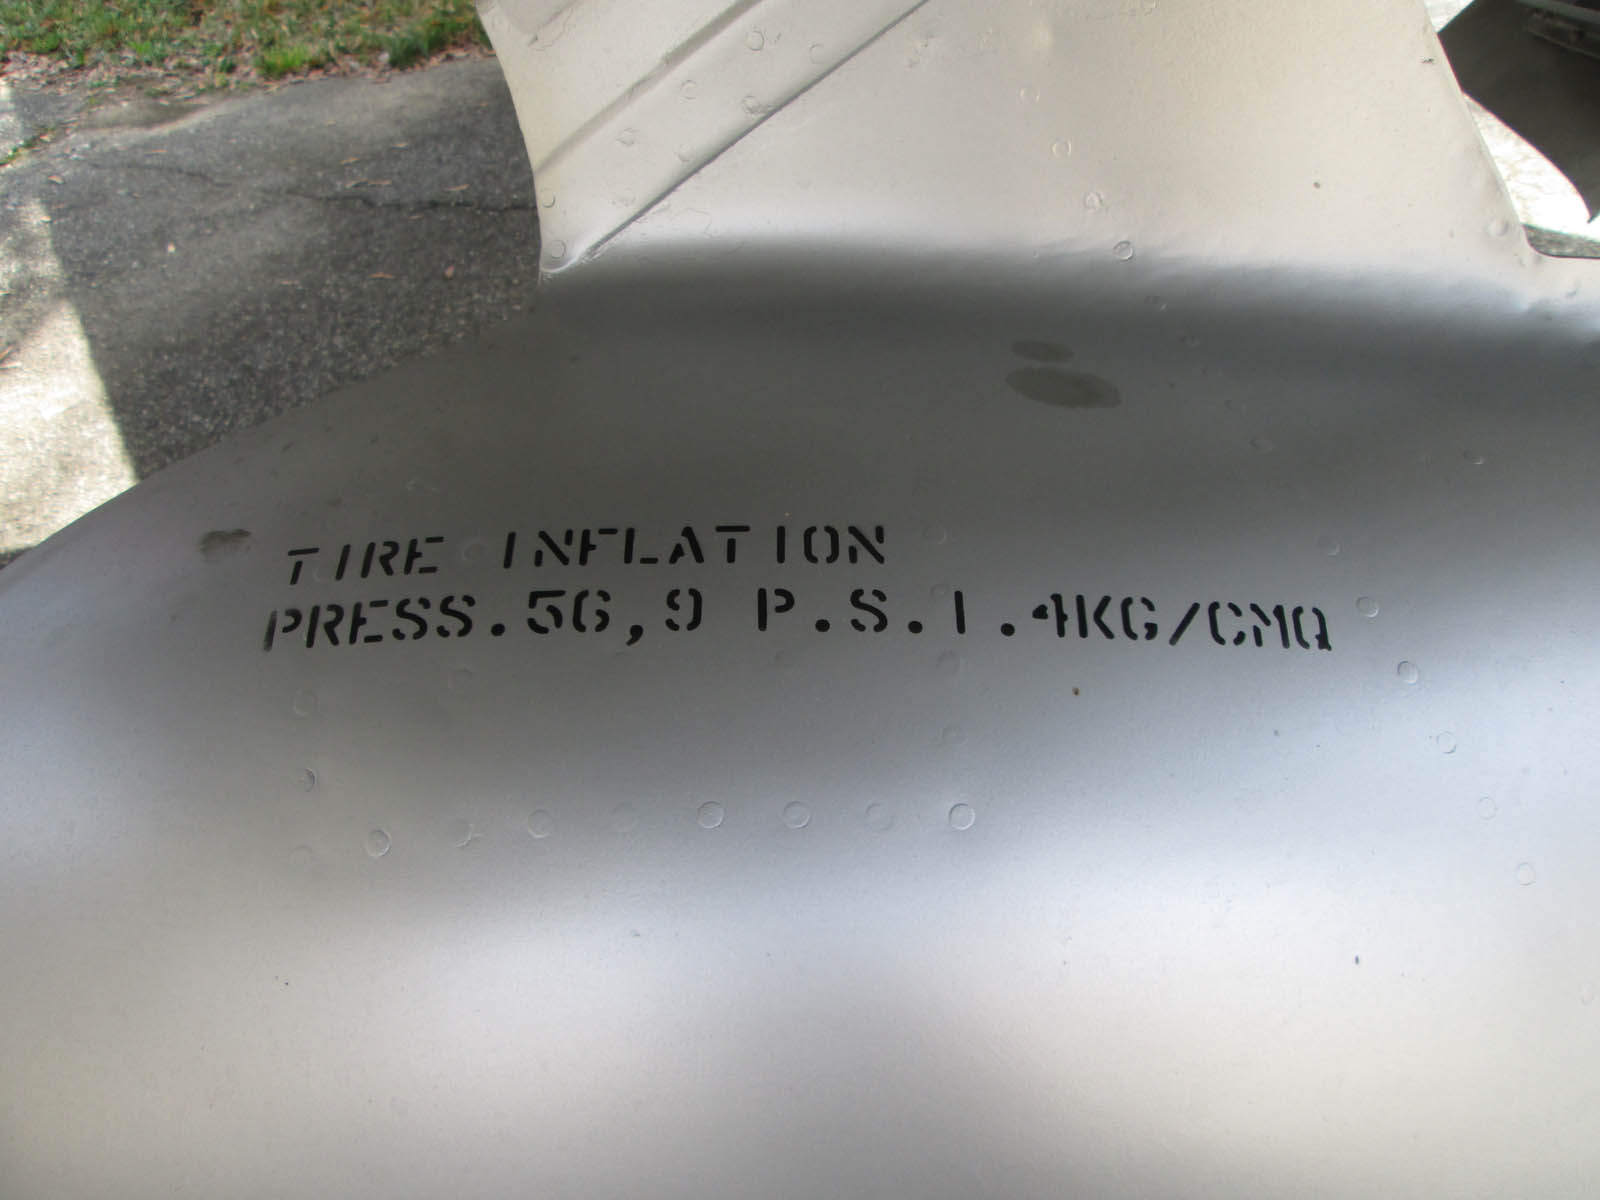 TIRE INFLATION
PRESS.56,9 P.S.I.4KG/CMQ